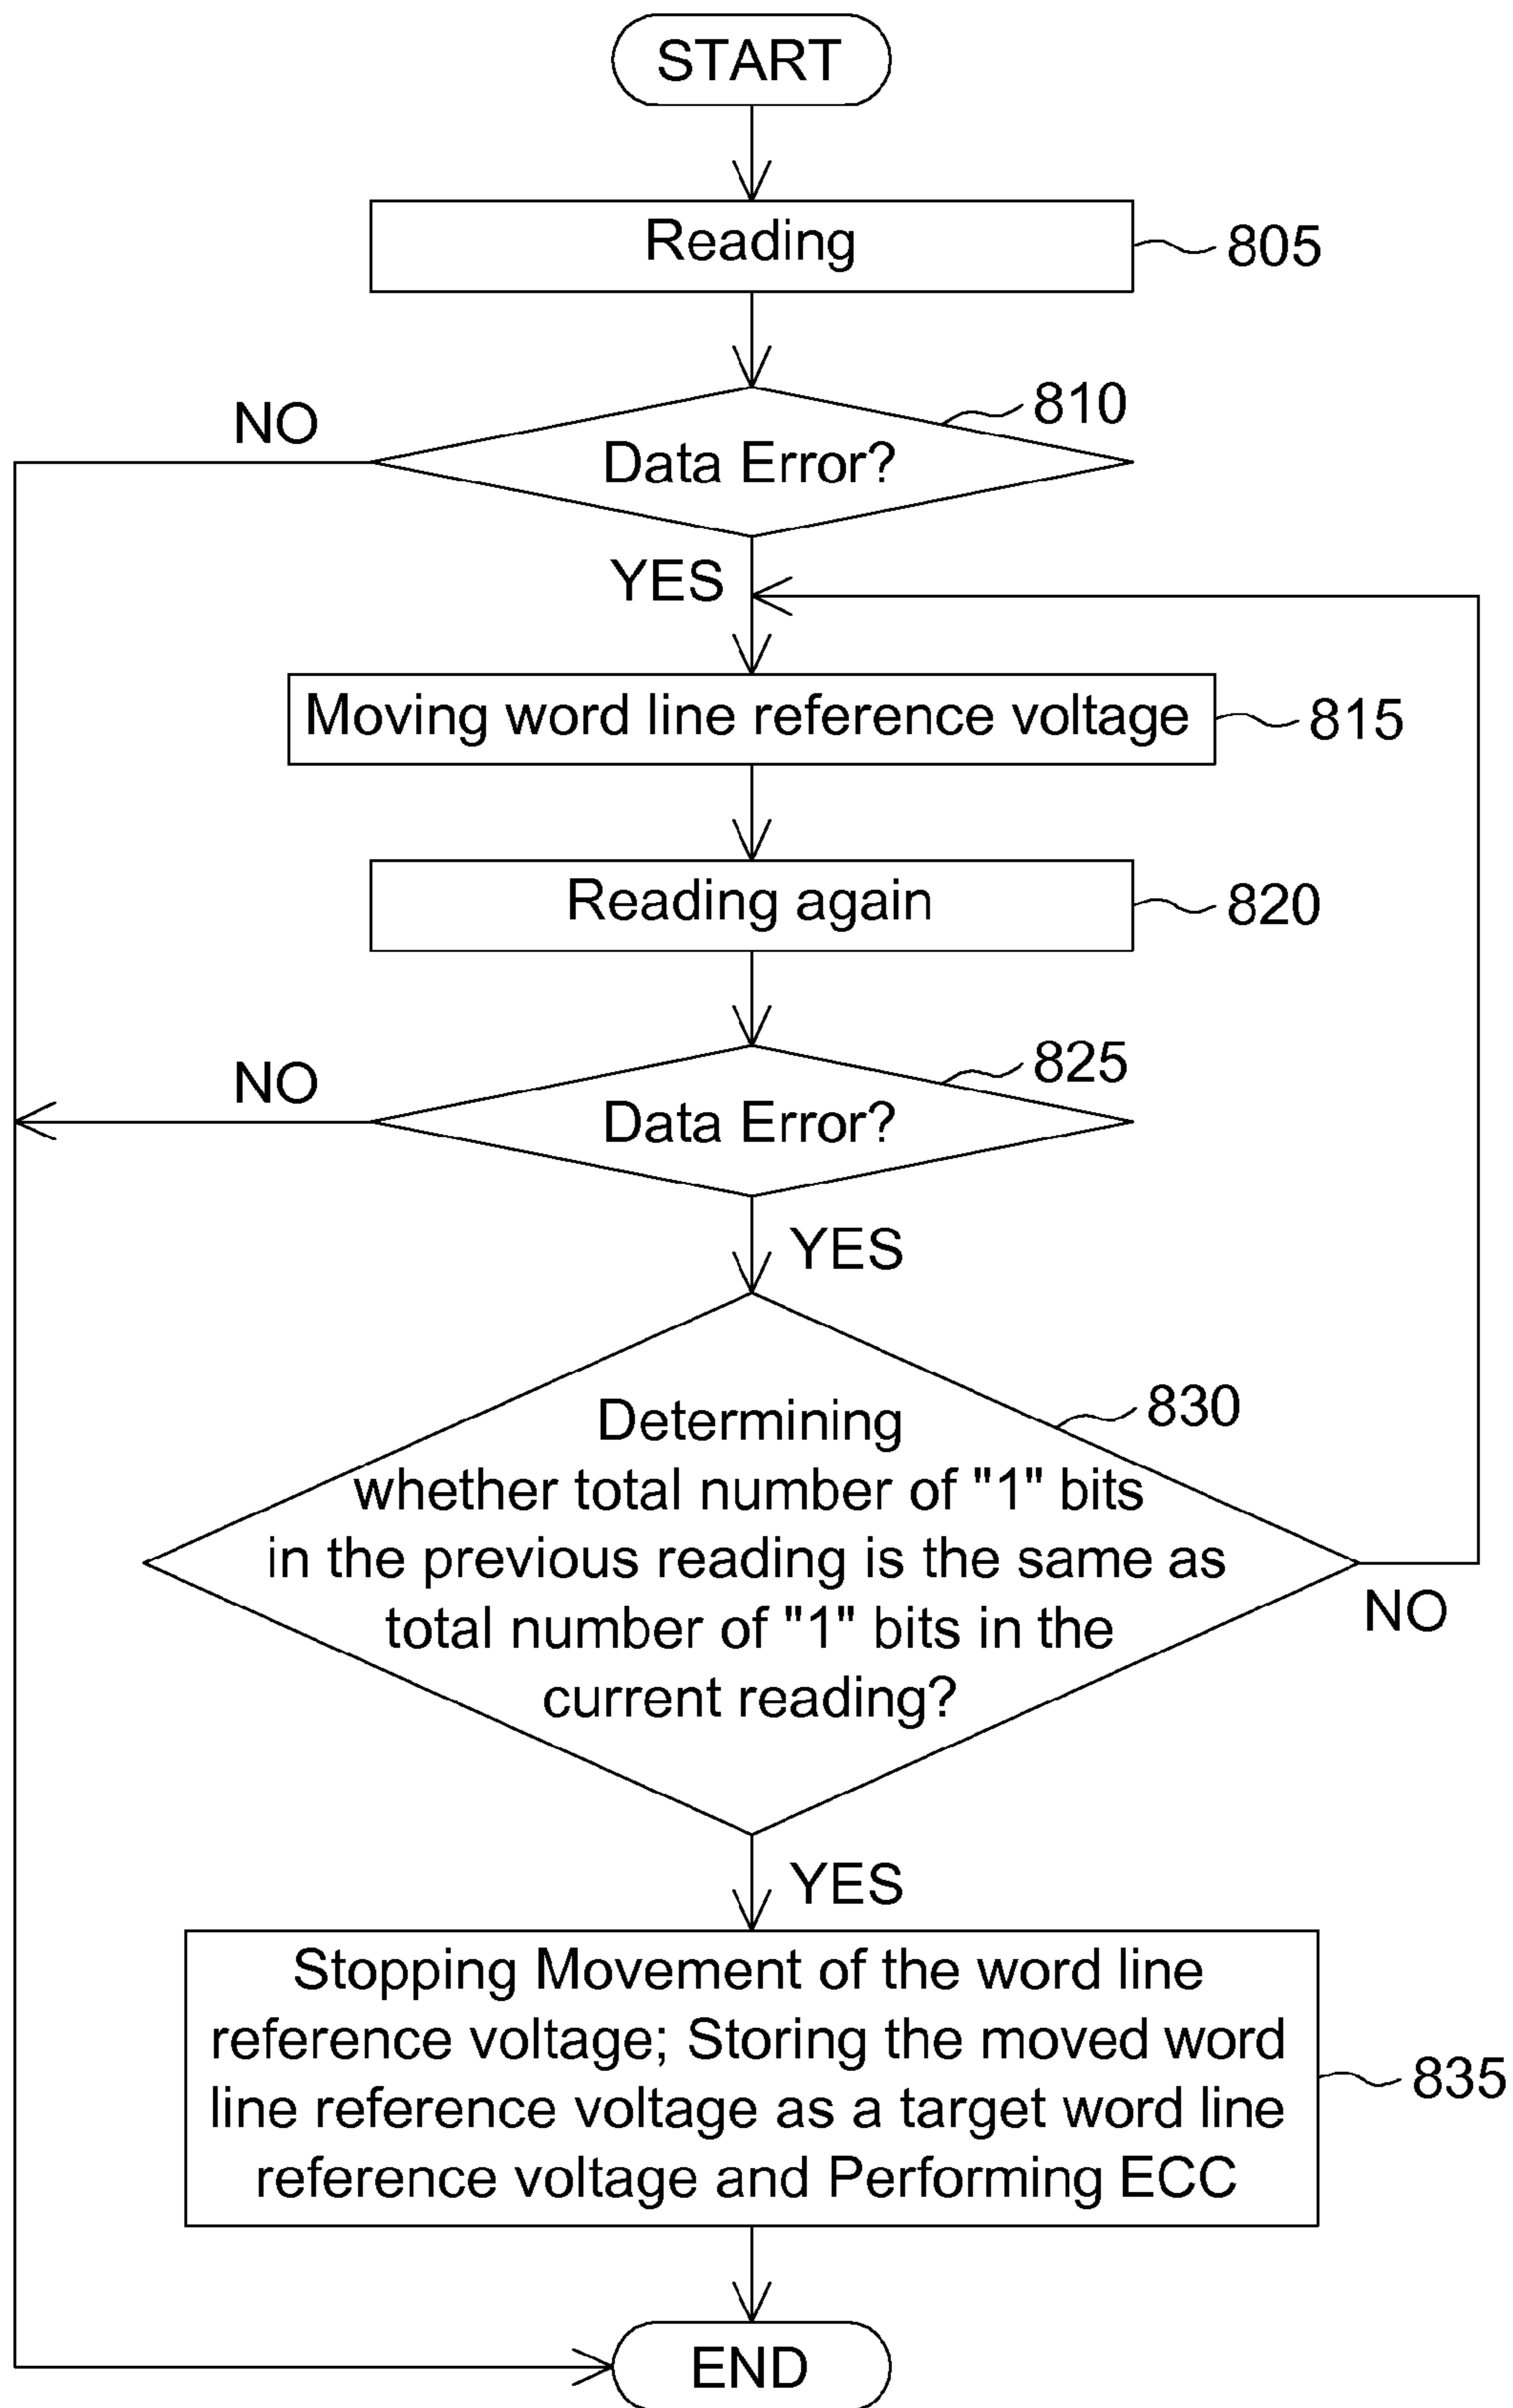 START
Reading
805
NO
810
Data Error?
YES
Moving word line reference voltage
815
Reading again
820
NO
825
Data Error?
YES
830
Determining
whether total number of "1" bits
in the previous reading is the same as
total number of "1" bits in the
current reading?
NO
YES
Stopping Movement of the word line
reference voltage; Storing the moved word
line reference voltage as a target word line
reference voltage and Performing ECC
835
END